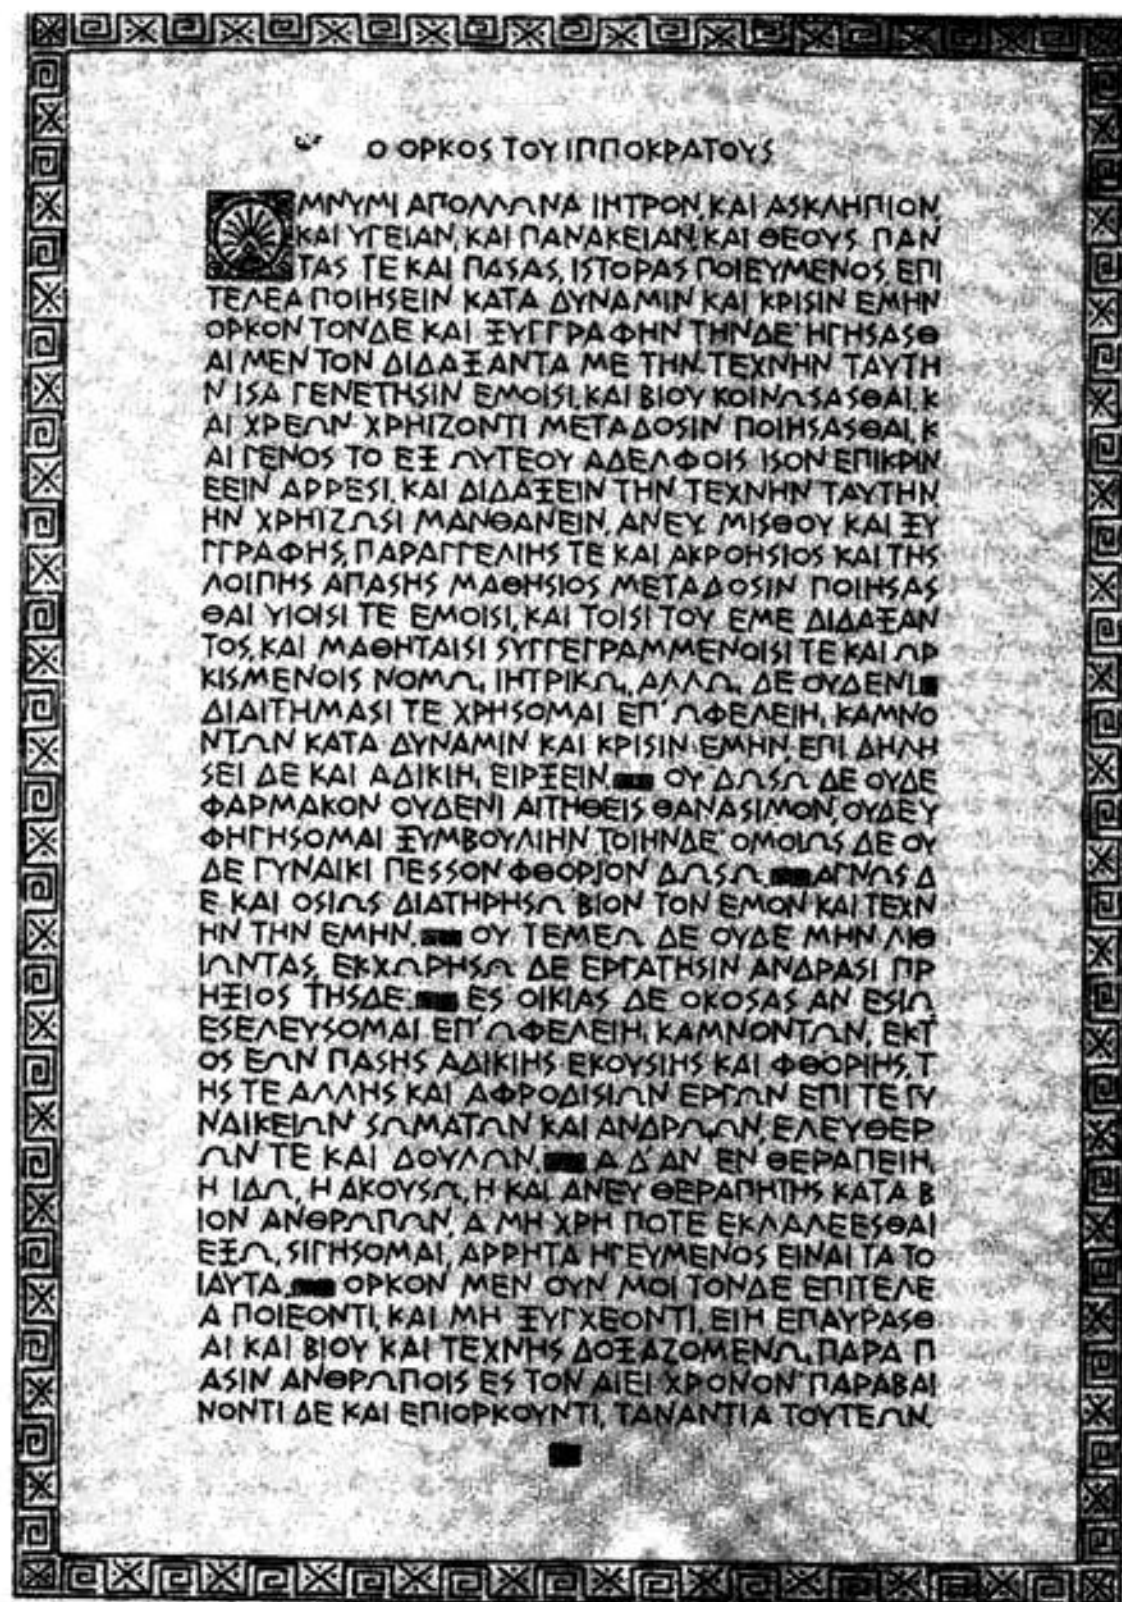 Ο ΟΡΚΟΣ ΤΟΥ ΙΠΠΟΚΡΑΤΟΥΣ
ΟΜΝΥΜΙ ΑΠΟΛΛΩΝΑ ΙΗΤΡΟΝ, ΚΑΙ ΑΣΚΛΗΠΙΟΝ,
ΚΑΙ ΥΓΕΙΑΝ, ΚΑΙ ΠΑΝΑΚΕΙΑΝ, ΚΑΙ ΘΕΟΥΣ ΠΑΝ
ΤΑΣ ΤΕ ΚΑΙ ΠΑΣΑΣ, ΙΣΤΟΡΑΣ ΠΟΙΕΥΜΕΝΟΣ, ΕΠΙ
ΤΕΛΕΑ ΠΟΙΗΣΕΙΝ ΚΑΤΑ ΔΥΝΑΜΙΝ ΚΑΙ ΚΡΙΣΙΝ ΕΜΗΝ
ΟΡΚΟΝ ΤΟΝΔΕ ΚΑΙ ΞΥΓΓΡΑΦΗΝ ΤΗΝΔΕ· ΗΓΗΣΑΣΘ
ΑΙ ΜΕΝ ΤΟΝ ΔΙΔΑΞΑΝΤΑ ΜΕ ΤΗΝ ΤΕΧΝΗΝ ΤΑΥΤΗ
Ν ΙΣΑ ΓΕΝΕΤΗΣΙΝ ΕΜΟΙΣΙ, ΚΑΙ ΒΙΟΥ ΚΟΙΝΩΣΑΣΘΑΙ, Κ
ΑΙ ΧΡΕΩΝ ΧΡΗΙΖΟΝΤΙ ΜΕΤΑΔΟΣΙΝ ΠΟΙΗΣΑΣΘΑΙ, Κ
ΑΙ ΓΕΝΟΣ ΤΟ ΕΞ ΩΥΤΕΟΥ ΑΔΕΛΦΟΙΣ ΙΣΟΝ ΕΠΙΚΡΙΝ
ΕΕΙΝ ΑΡΡΕΣΙ, ΚΑΙ ΔΙΔΑΞΕΙΝ ΤΗΝ ΤΕΧΝΗΝ ΤΑΥΤΗΝ,
ΗΝ ΧΡΗΙΖΩΣΙ ΜΑΝΘΑΝΕΙΝ, ΑΝΕΥ ΜΙΣΘΟΥ ΚΑΙ ΞΥ
ΓΓΡΑΦΗΣ, ΠΑΡΑΓΓΕΛΙΗΣ ΤΕ ΚΑΙ ΑΚΡΟΗΣΙΟΣ ΚΑΙ ΤΗΣ
ΛΟΙΠΗΣ ΑΠΑΣΗΣ ΜΑΘΗΣΙΟΣ ΜΕΤΑΔΟΣΙΝ ΠΟΙΗΣΑΣ
ΘΑΙ ΥΙΟΙΣΙ ΤΕ ΕΜΟΙΣΙ, ΚΑΙ ΤΟΙΣΙ ΤΟΥ ΕΜΕ ΔΙΔΑΞΑΝ
ΤΟΣ, ΚΑΙ ΜΑΘΗΤΑΙΣΙ ΣΥΓΓΕΓΡΑΜΜΕΝΟΙΣΙ ΤΕ ΚΑΙ ΩΡ
ΚΙΣΜΕΝΟΙΣ ΝΟΜΩ, ΙΗΤΡΙΚΩ, ΑΛΛΩ, ΔΕ ΟΥΔΕΝΙ
ΔΙΑΙΤΗΜΑΣΙ ΤΕ ΧΡΗΣΟΜΑΙ ΕΠ' ΩΦΕΛΕΙΗ, ΚΑΜΝΟ
ΝΤΩΝ ΚΑΤΑ ΔΥΝΑΜΙΝ ΚΑΙ ΚΡΙΣΙΝ ΕΜΗΝ, ΕΠΙ ΔΗΛΗ
ΣΕΙ ΔΕ ΚΑΙ ΑΔΙΚΙΗ, ΕΙΡΞΕΙΝ. ΟΥ ΔΩΣΩ ΔΕ ΟΥΔΕ
ΦΑΡΜΑΚΟΝ ΟΥΔΕΝΙ ΑΙΤΗΘΕΙΣ ΘΑΝΑΣΙΜΟΝ, ΟΥΔΕ Υ
ΦΗΓΗΣΟΜΑΙ ΞΥΜΒΟΥΛΙΗΝ ΤΟΙΗΝΔΕ· ΟΜΟΙΩΣ ΔΕ ΟΥ
ΔΕ ΓΥΝΑΙΚΙ ΠΕΣΣΟΝ ΦΘΟΡΙΟΝ ΔΩΣΩ. ΑΓΝΩΣ Δ
Ε ΚΑΙ ΟΣΙΩΣ ΔΙΑΤΗΡΗΣΩ ΒΙΟΝ ΤΟΝ ΕΜΟΝ ΚΑΙ ΤΕΧΝ
ΗΝ ΤΗΝ ΕΜΗΝ. ΟΥ ΤΕΜΕΩ ΔΕ ΟΥΔΕ ΜΗΝ ΛΙΘ
ΙΩΝΤΑΣ, ΕΚΧΩΡΗΣΩ ΔΕ ΕΡΓΑΤΗΣΙΝ ΑΝΔΡΑΣΙ ΠΡ
ΗΞΙΟΣ ΤΗΣΔΕ. ΕΣ ΟΙΚΙΑΣ ΔΕ ΟΚΟΣΑΣ ΑΝ ΕΣΙΩ
ΕΣΕΛΕΥΣΟΜΑΙ ΕΠ' ΩΦΕΛΕΙΗ, ΚΑΜΝΟΝΤΩΝ, ΕΚΤ
ΟΣ ΕΩΝ ΠΑΣΗΣ ΑΔΙΚΙΗΣ ΕΚΟΥΣΙΗΣ ΚΑΙ ΦΘΟΡΙΗΣ, Τ
ΗΣ ΤΕ ΑΛΛΗΣ ΚΑΙ ΑΦΡΟΔΙΣΙΩΝ ΕΡΓΩΝ ΕΠΙ ΤΕ ΓΥ
ΝΑΙΚΕΙΩΝ ΣΩΜΑΤΩΝ ΚΑΙ ΑΝΔΡΩ,ΩΝ, ΕΛΕΥΘΕΡ
ΩΝ ΤΕ ΚΑΙ ΔΟΥΛΩΝ. Α Δ' ΑΝ ΕΝ ΘΕΡΑΠΕΙΗ,
Η ΙΔΩ, Η ΑΚΟΥΣΩ, Η ΚΑΙ ΑΝΕΥ ΘΕΡΑΠΗΙΗΣ ΚΑΤΑ Β
ΙΟΝ ΑΝΘΡΩΠΩΝ, Α ΜΗ ΧΡΗ ΠΟΤΕ ΕΚΛΑΛΕΕΣΘΑΙ
ΕΞΩ, ΣΙΓΗΣΟΜΑΙ, ΑΡΡΗΤΑ ΗΓΕΥΜΕΝΟΣ ΕΙΝΑΙ ΤΑ ΤΟ
ΙΑΥΤΑ. ΟΡΚΟΝ ΜΕΝ ΟΥΝ ΜΟΙ ΤΟΝΔΕ ΕΠΙΤΕΛΕ
Α ΠΟΙΕΟΝΤΙ, ΚΑΙ ΜΗ ΞΥΓΧΕΟΝΤΙ, ΕΙΗ ΕΠΑΥΡΑΣΘ
ΑΙ ΚΑΙ ΒΙΟΥ ΚΑΙ ΤΕΧΝΗΣ ΔΟΞΑΖΟΜΕΝΩ, ΠΑΡΑ Π
ΑΣΙΝ ΑΝΘΡΩΠΟΙΣ ΕΣ ΤΟΝ ΑΙΕΙ ΧΡΟΝΟΝ· ΠΑΡΑΒΑΙ
ΝΟΝΤΙ ΔΕ ΚΑΙ ΕΠΙΟΡΚΟΥΝΤΙ, ΤΑΝΑΝΤΙΑ ΤΟΥΤΕΩΝ.